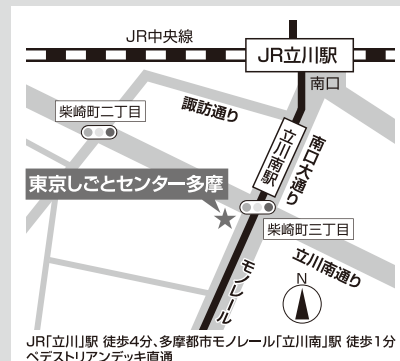 JR中央線
JR立川駅
南口
柴崎町二丁目
諏訪通り
立川南駅
南口大通り
東京しごとセンター多摩
柴崎町三丁目
立川南通り
モノレール
N
JR「立川」駅 徒歩4分、多摩都市モノレール「立川南」駅 徒歩1分
ペデストリアンデッキ直通